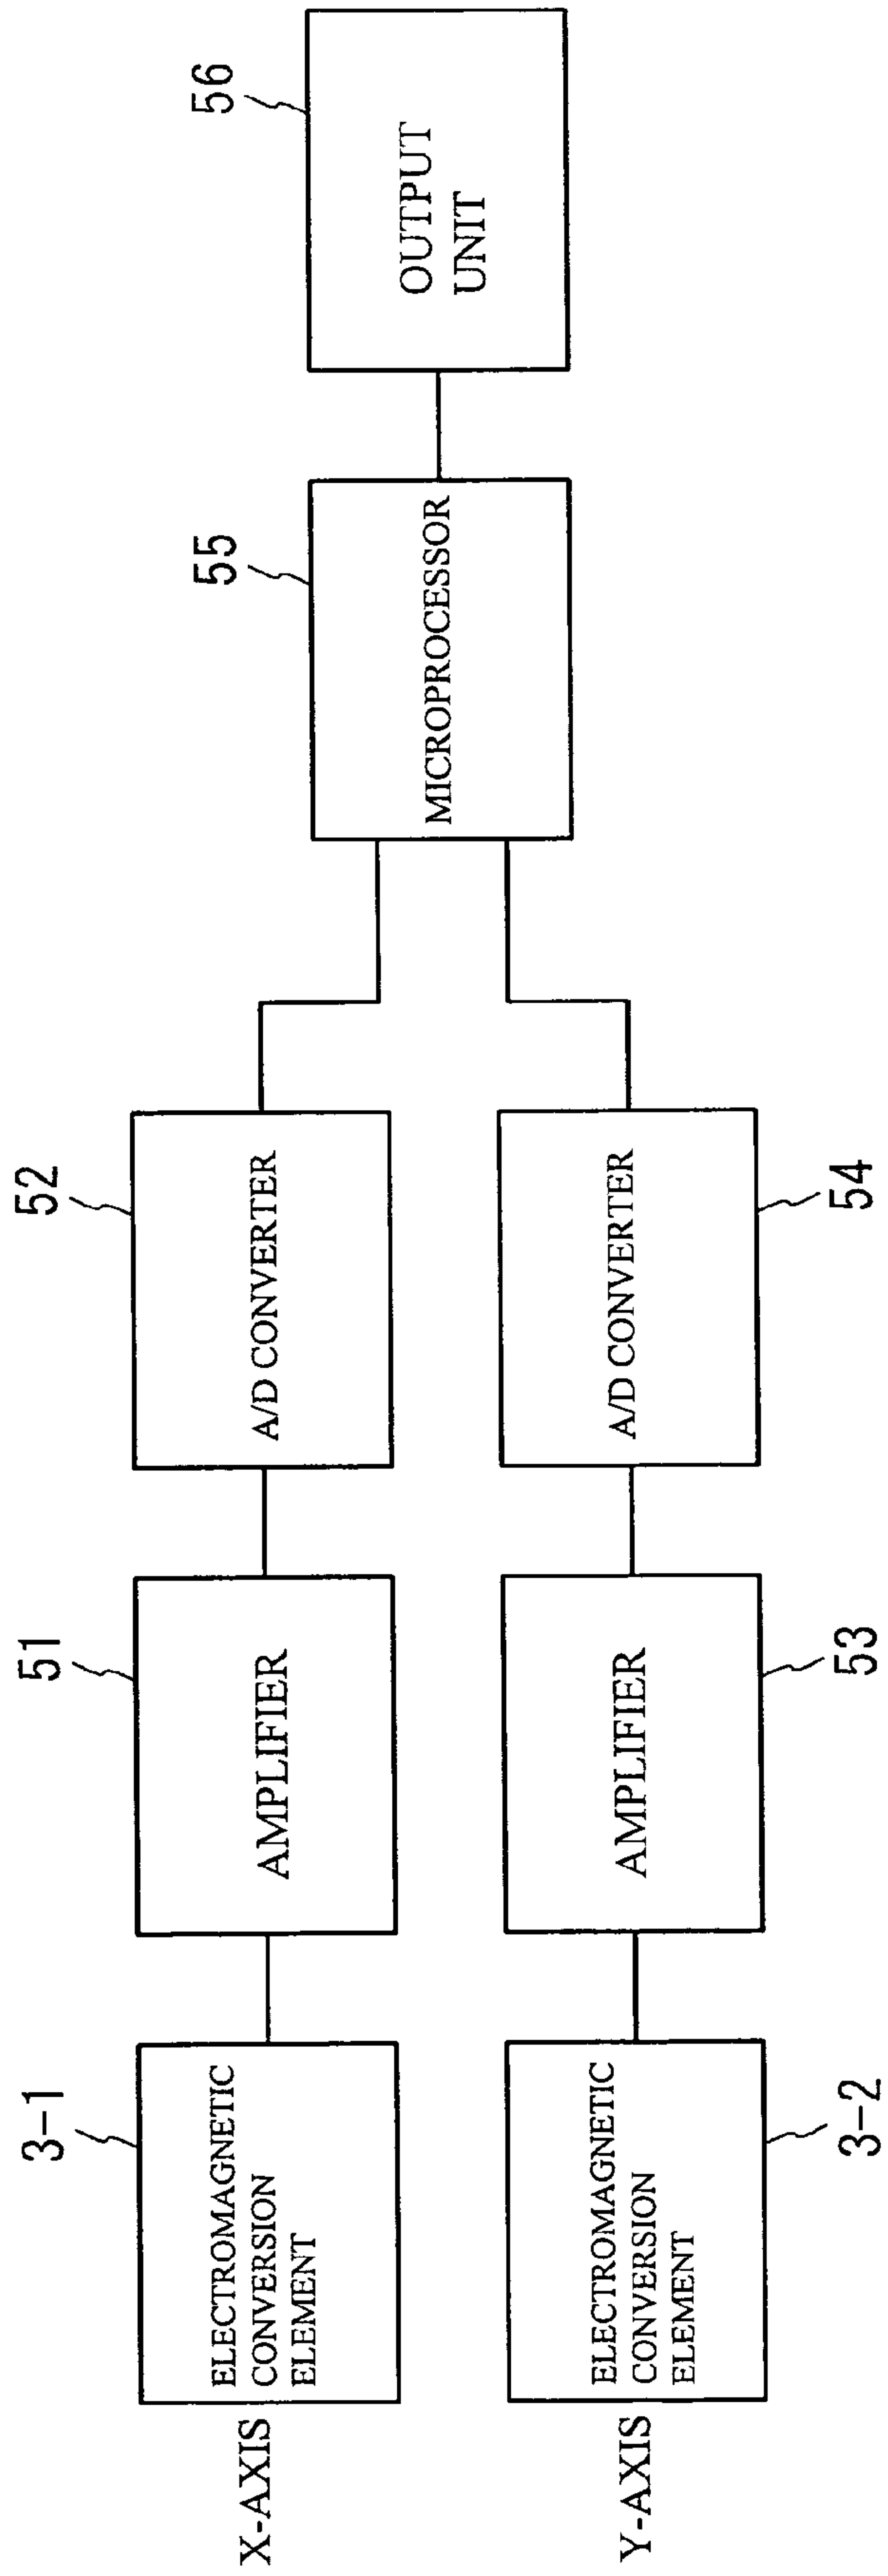 X-AXIS
3-1
ELECTROMAGNETIC
CONVERSION
ELEMENT
51
AMPLIFIER
52
A/D CONVERTER
Y-AXIS
3-2
ELECTROMAGNETIC
CONVERSION
ELEMENT
53
AMPLIFIER
54
A/D CONVERTER
55
MICROPROCESSOR
56
OUTPUT
UNIT